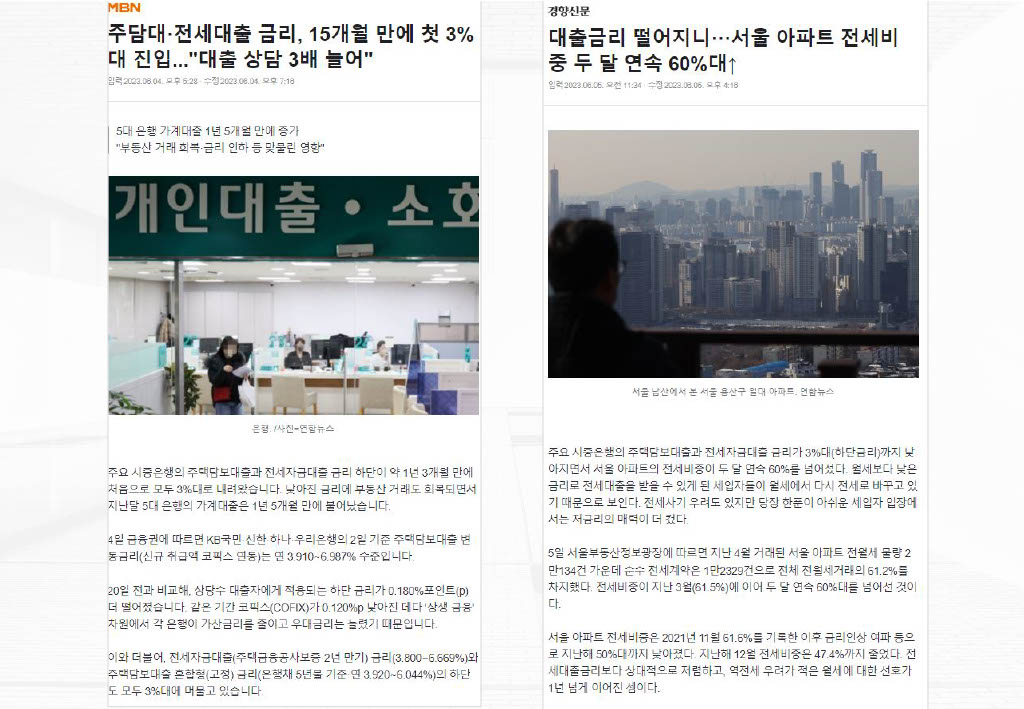 MBN
주담대·전세대출 금리, 15개월 만에 첫 3%
대 진입..."대출 상담 3배 늘어"
입력 2023.06.04. 오후 5:28 · 수정 2023.06.04. 오후 7:16
5대 은행 가계대출 1년 5개월 만에 증가
"부동산 거래 회복·금리 인하 등 맞물린 영향"
개인대출 • 소호
은행. /사진=연합뉴스
주요 시중은행의 주택담보대출과 전세자금대출 금리 하단이 약 1년 3개월 만에
처음으로 모두 3%대로 내려왔습니다. 낮아진 금리에 부동산 거래도 회복되면서
지난달 5대 은행의 가계대출은 1년 5개월 만에 불어났습니다.
4일 금융권에 따르면 KB국민·신한·하나·우리은행의 2일 기준 주택담보대출 변
동금리(신규 취급액 코픽스 연동)는 연 3.910~6.987% 수준입니다.
20일 전과 비교해, 상당수 대출자에게 적용되는 하단 금리가 0.180%포인트(p)
더 떨어졌습니다. 같은 기간 코픽스(COFIX)가 0.120%p 낮아진 데다 '상생 금융'
차원에서 각 은행이 가산금리를 줄이고 우대금리는 늘렸기 때문입니다.
이와 더불어, 전세자금대출(주택금융공사보증·2년 만기) 금리(3.800~6.669%)와
주택담보대출 혼합형(고정) 금리(은행채 5년물 기준·연 3.920~6.044%)의 하단
도 모두 3%대에 머물고 있습니다.
경향신문
대출금리 떨어지니…서울 아파트 전세비
중 두 달 연속 60%대↑
입력 2023.06.05. 오전 11:34 · 수정 2023.06.05. 오후 4:16
서울 남산에서 본 서울 용산구 일대 아파트. 연합뉴스
주요 시중은행의 주택담보대출과 전세자금대출 금리가 3%대(하단금리)까지 낮
아지면서 서울 아파트의 전세비중이 두 달 연속 60%를 넘어섰다. 월세보다 낮은
금리로 전세대출을 받을 수 있게 된 세입자들이 월세에서 다시 전세로 바꾸고 있
기 때문으로 보인다. 전세사기 우려도 있지만 당장 한푼이 아쉬운 세입자 입장에
서는 저금리의 매력이 더 컸다.
5일 서울부동산정보광장에 따르면 지난 4월 거래된 서울 아파트 전월세 물량 2
만134건 가운데 순수 전세계약은 1만2329건으로 전체 전월세거래의 61.2%를
차지했다. 전세비중이 지난 3월(61.5%)에 이어 두 달 연속 60%대를 넘어선 것이
다.
서울 아파트 전세비중은 2021년 11월 61.6%를 기록한 이후 금리인상 여파 등으
로 지난해 50%대까지 낮아졌다. 지난해 12월 전세비중은 47.4%까지 줄었다. 전
세대출금리보다 상대적으로 저렴하고, 역전세 우려가 적은 월세에 대한 선호가
1년 넘게 이어진 셈이다.